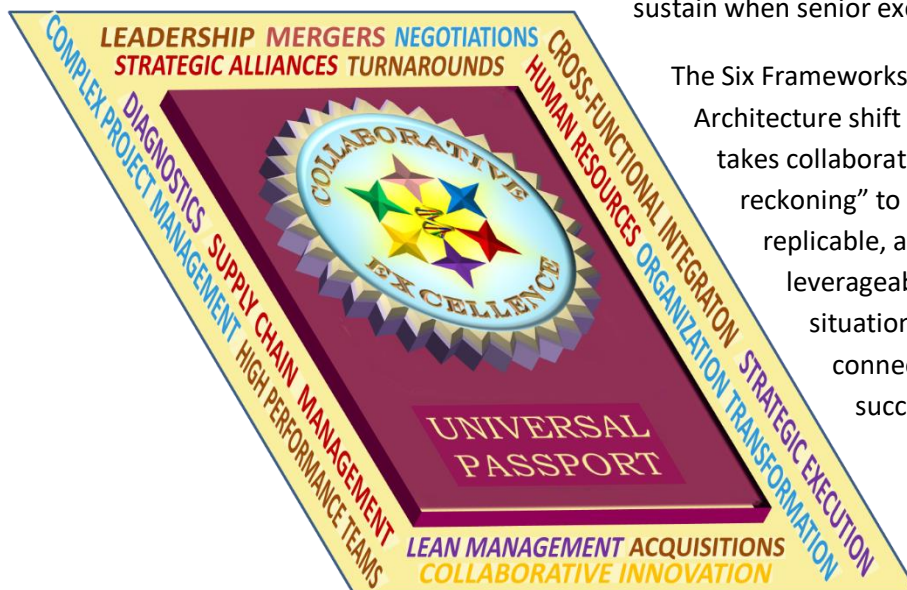 sustain when senior exe
The Six Frameworks
Architecture shift
takes collaborat
reckoning” to
replicable, a
leverageab
situation
connec
succ
LEADERSHIP MERGERS NEGOTIATIONS
STRATEGIC ALLIANCES TURNAROUNDS
CROSS-FUNCTIONAL INTEGRATON STRATEGIC EXECUTION
HUMAN RESOURCES ORGANIZATION TRANSFORMATION
COMPLEX PROJECT MANAGEMENT HIGH PERFORMANCE TEAMS
DIAGNOSTICS SUPPLY CHAIN MANAGEMENT
COLLABORATIVE
EXCELLENCE
UNIVERSAL
PASSPORT
LEAN MANAGEMENT ACQUISITIONS
COLLABORATIVE INNOVATION